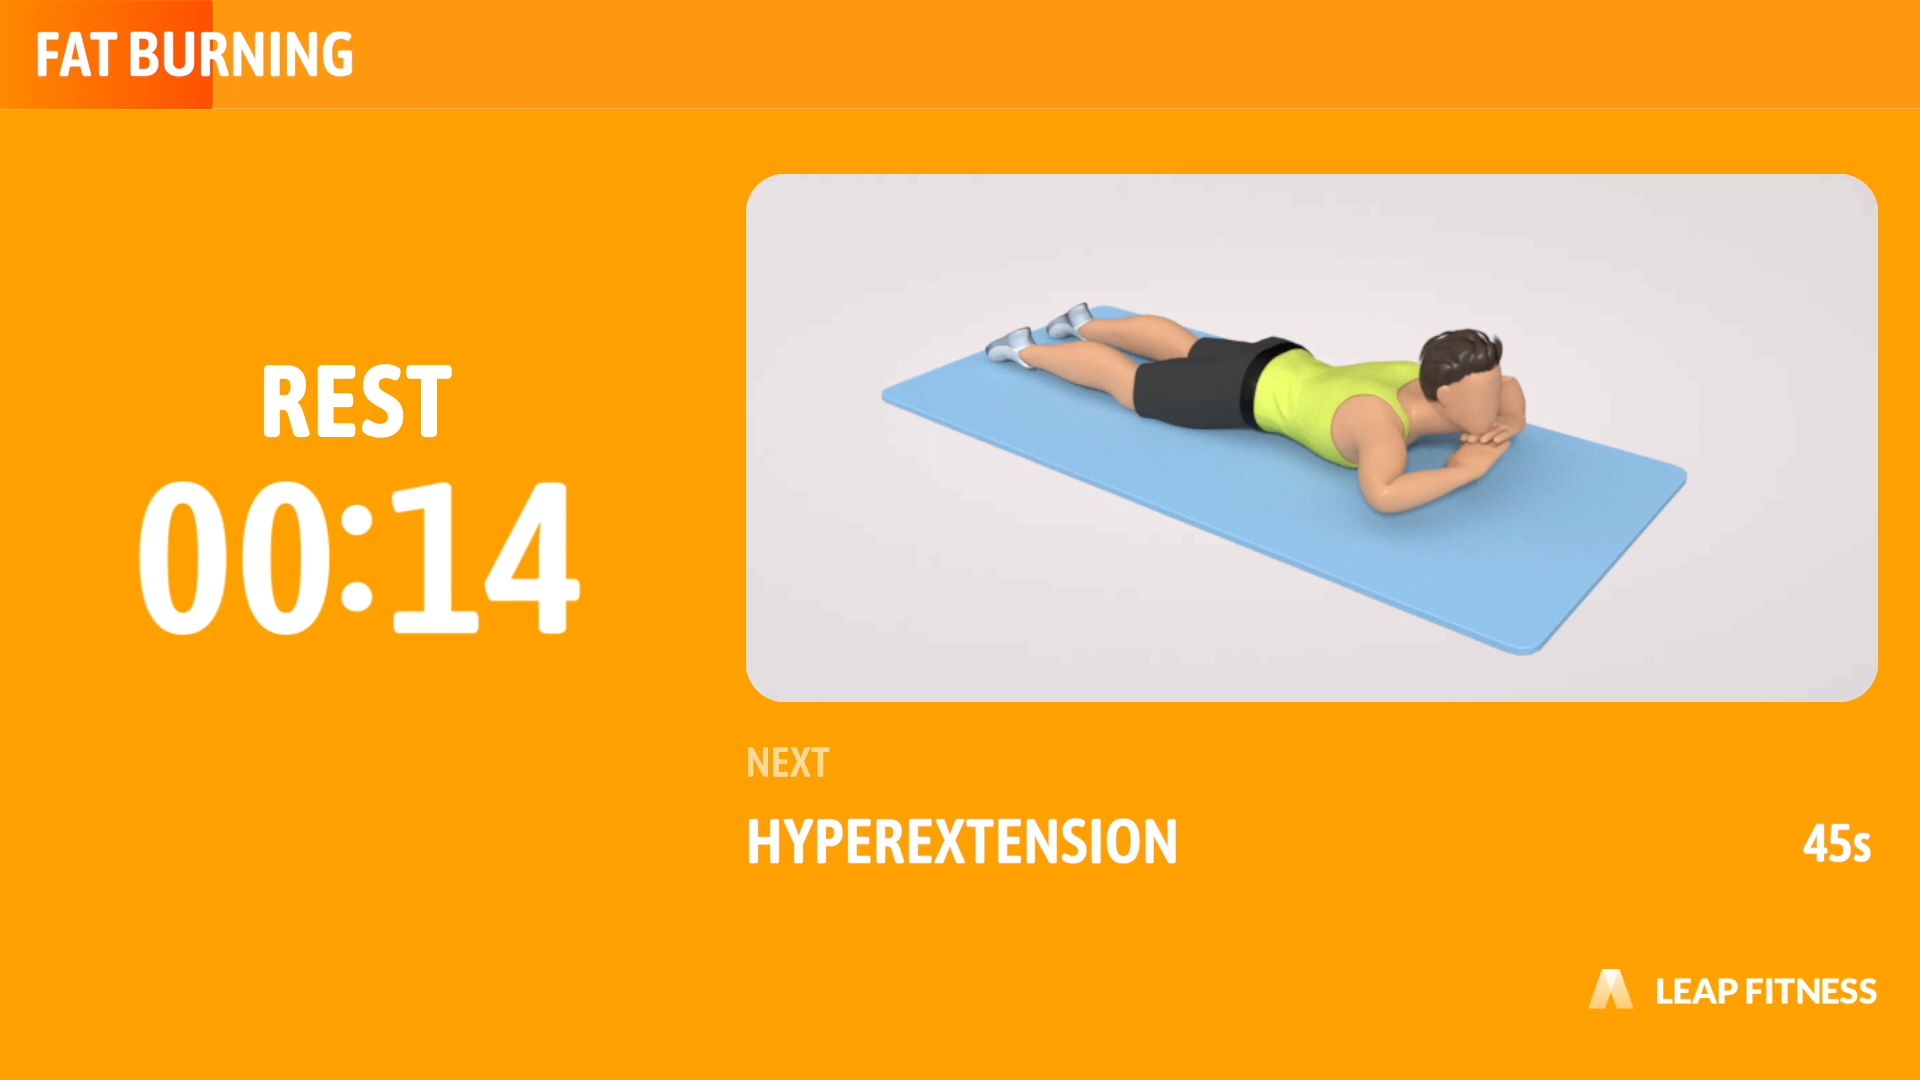 FAT BURNING
REST
00:14
NEXT
HYPEREXTENSION
45s
LEAP FITNESS